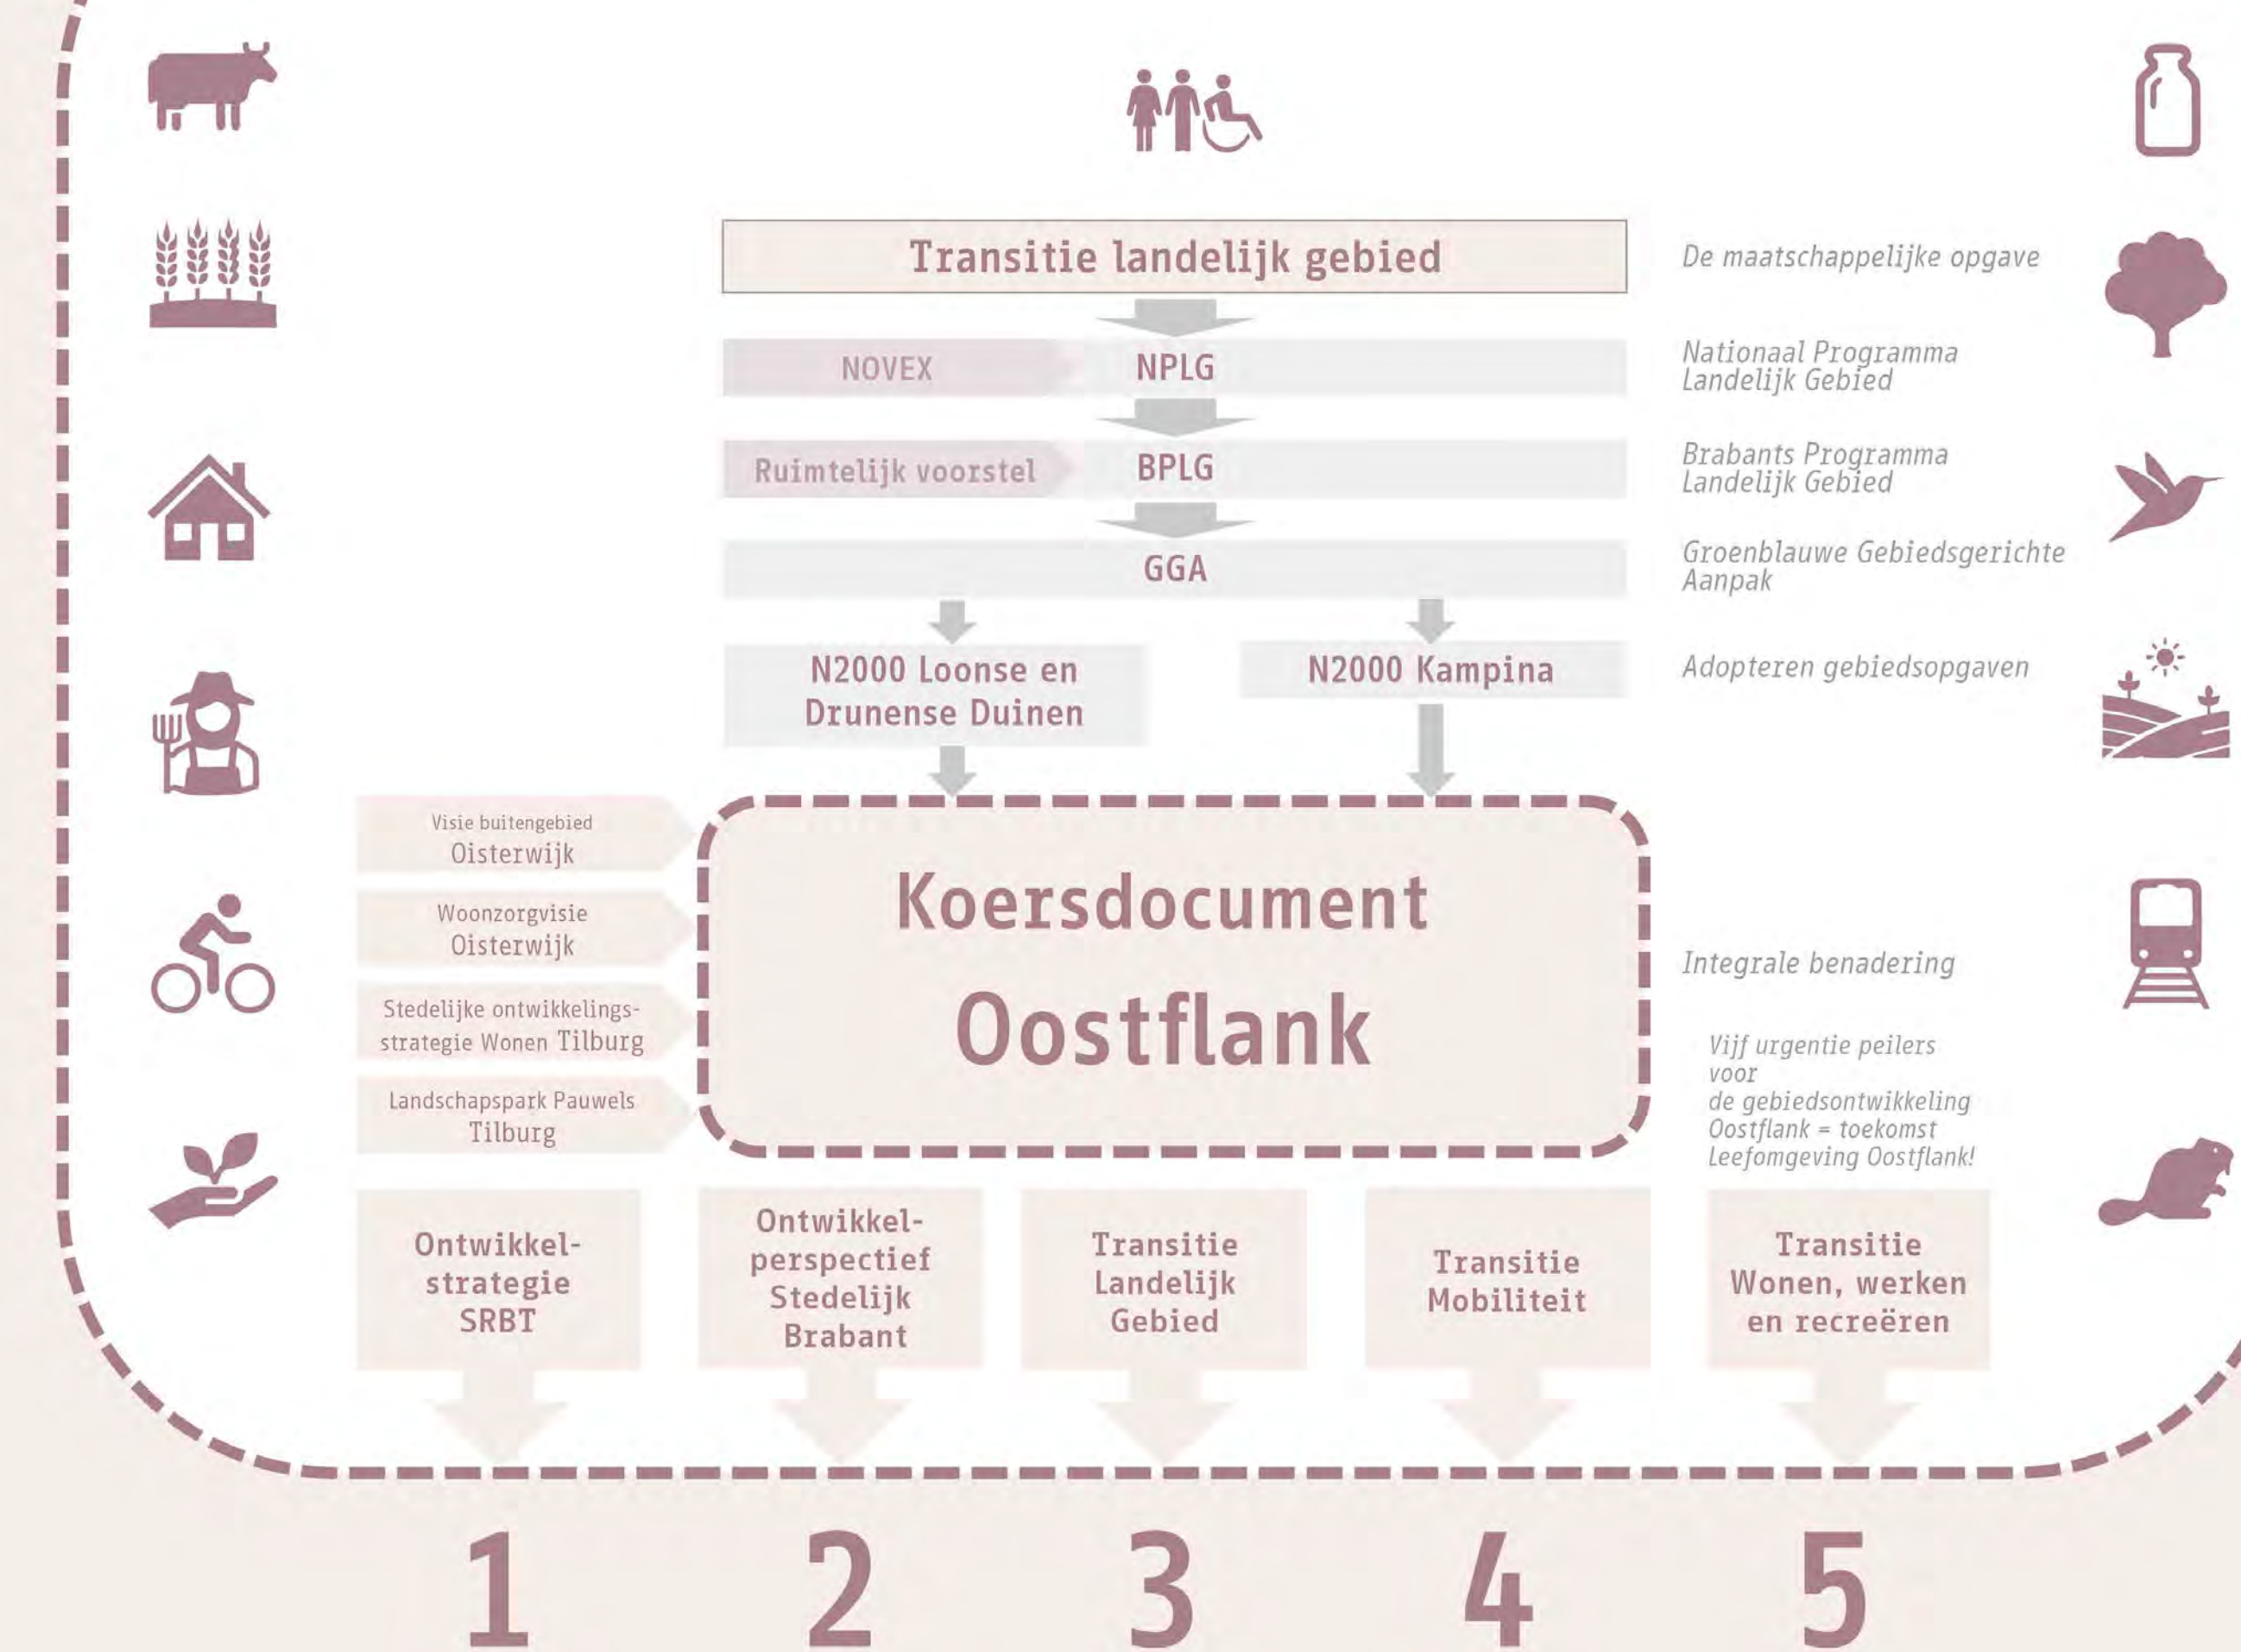 Transitie landelijk gebied
De maatschappelijke opgave
NOVEX
NPLG
Nationaal Programma
Landelijk Gebied
Ruimtelijk voorstel
BPLG
Brabants Programma
Landelijk Gebied
GGA
Groenblauwe Gebiedsgerichte
Aanpak
N2000 Loonse en
Drunense Duinen
N2000 Kampina
Adopteren gebiedsopgaven
Visie buitengebied
Oisterwijk
Woonzorgvisie
Oisterwijk
Stedelijke ontwikkelings-
strategie Wonen Tilburg
Landschapspark Pauwels
Tilburg
Koersdocument
Oostflank
Integrale benadering
Vijf urgentie peilers
voor
de gebiedsontwikkeling
Oostflank = toekomst
Leefomgeving Oostflank!
Ontwikkel-
strategie
SRBT
Ontwikkel-
perspectief
Stedelijk
Brabant
Transitie
Landelijk
Gebied
Transitie
Mobiliteit
Transitie
Wonen, werken
en recreëren
1
2
3
4
5